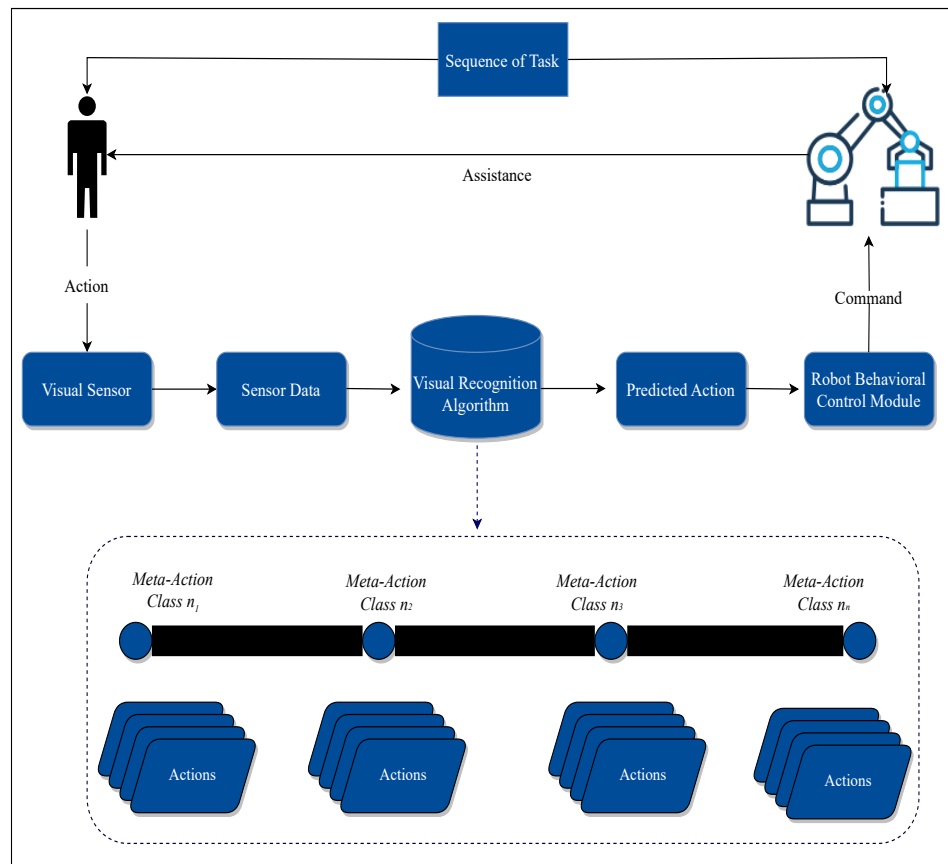 Sequence of Task
Assistance
Action
Command
Visual Sensor
Sensor Data
Visual Recognition
Algorithm
Predicted Action
Robot Behavioral
Control Module
Meta-Action
Class n₁
Meta-Action
Class n₂
Meta-Action
Class n₃
Meta-Action
Class nₙ
Actions
Actions
Actions
Actions